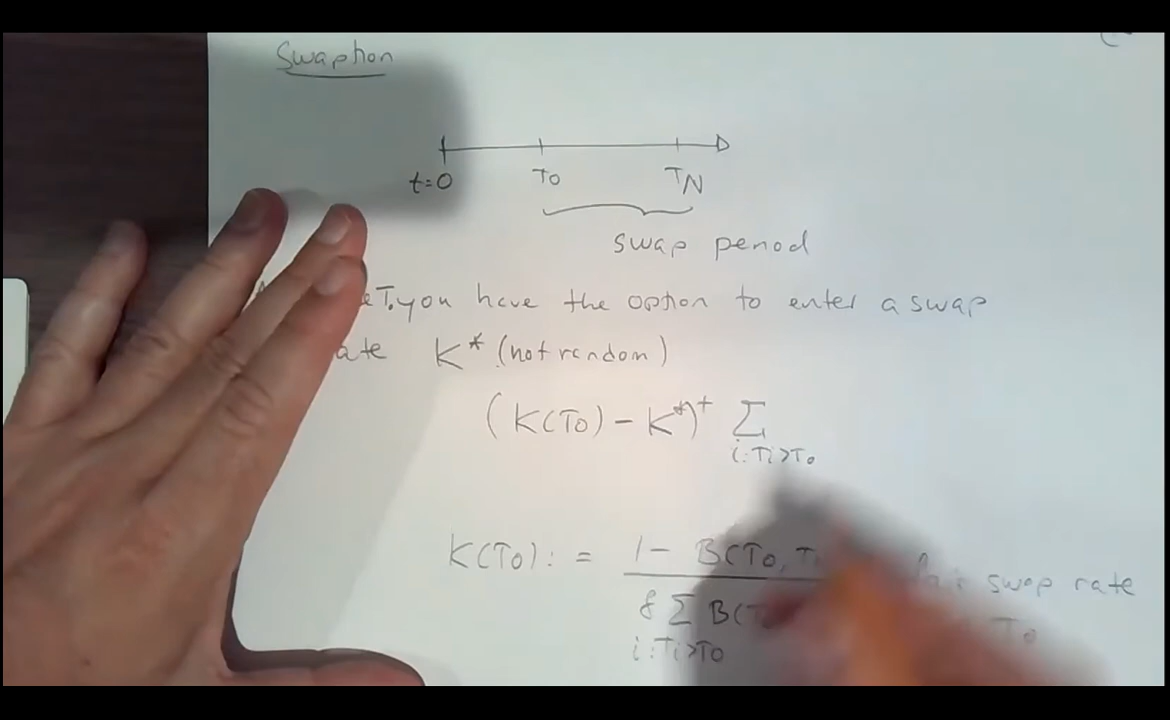 Swaption
t=0 T0 TN
swap period
T0 you have the option to enter a swap
K* (not random)
(K(T0) - K*)+ Σ
i:Ti>T0
K(T0) : = 1 - B(T0, T
δ Σ B(T swap rate
i:Ti>T0 T0